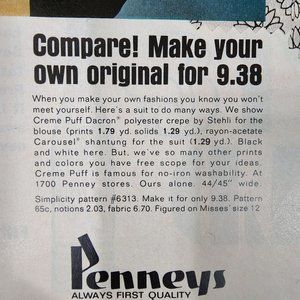 Compare! Make your
own original for 9.38
When you make your own fashions you know you won't
meet yourself. Here's a suit to do many ways. We show
Creme Puff Dacron® polyester crepe by Stehli for the
blouse (prints 1.79 yd. solids 1.29 yd.), rayon-acetate
Carousel® shantung for the suit (1.29 yd.). Black
and white here. But, we've so many other prints
and colors you have free scope for your ideas.
Creme Puff is famous for no-iron washability. At
1700 Penney stores. Ours alone. 44/45" wide.
Simplicity pattern #6313. Make it for only 9.38. Pattern
65c, notions 2.03, fabric 6.70. Figured on Misses' size 12
Penneys
ALWAYS FIRST QUALITY